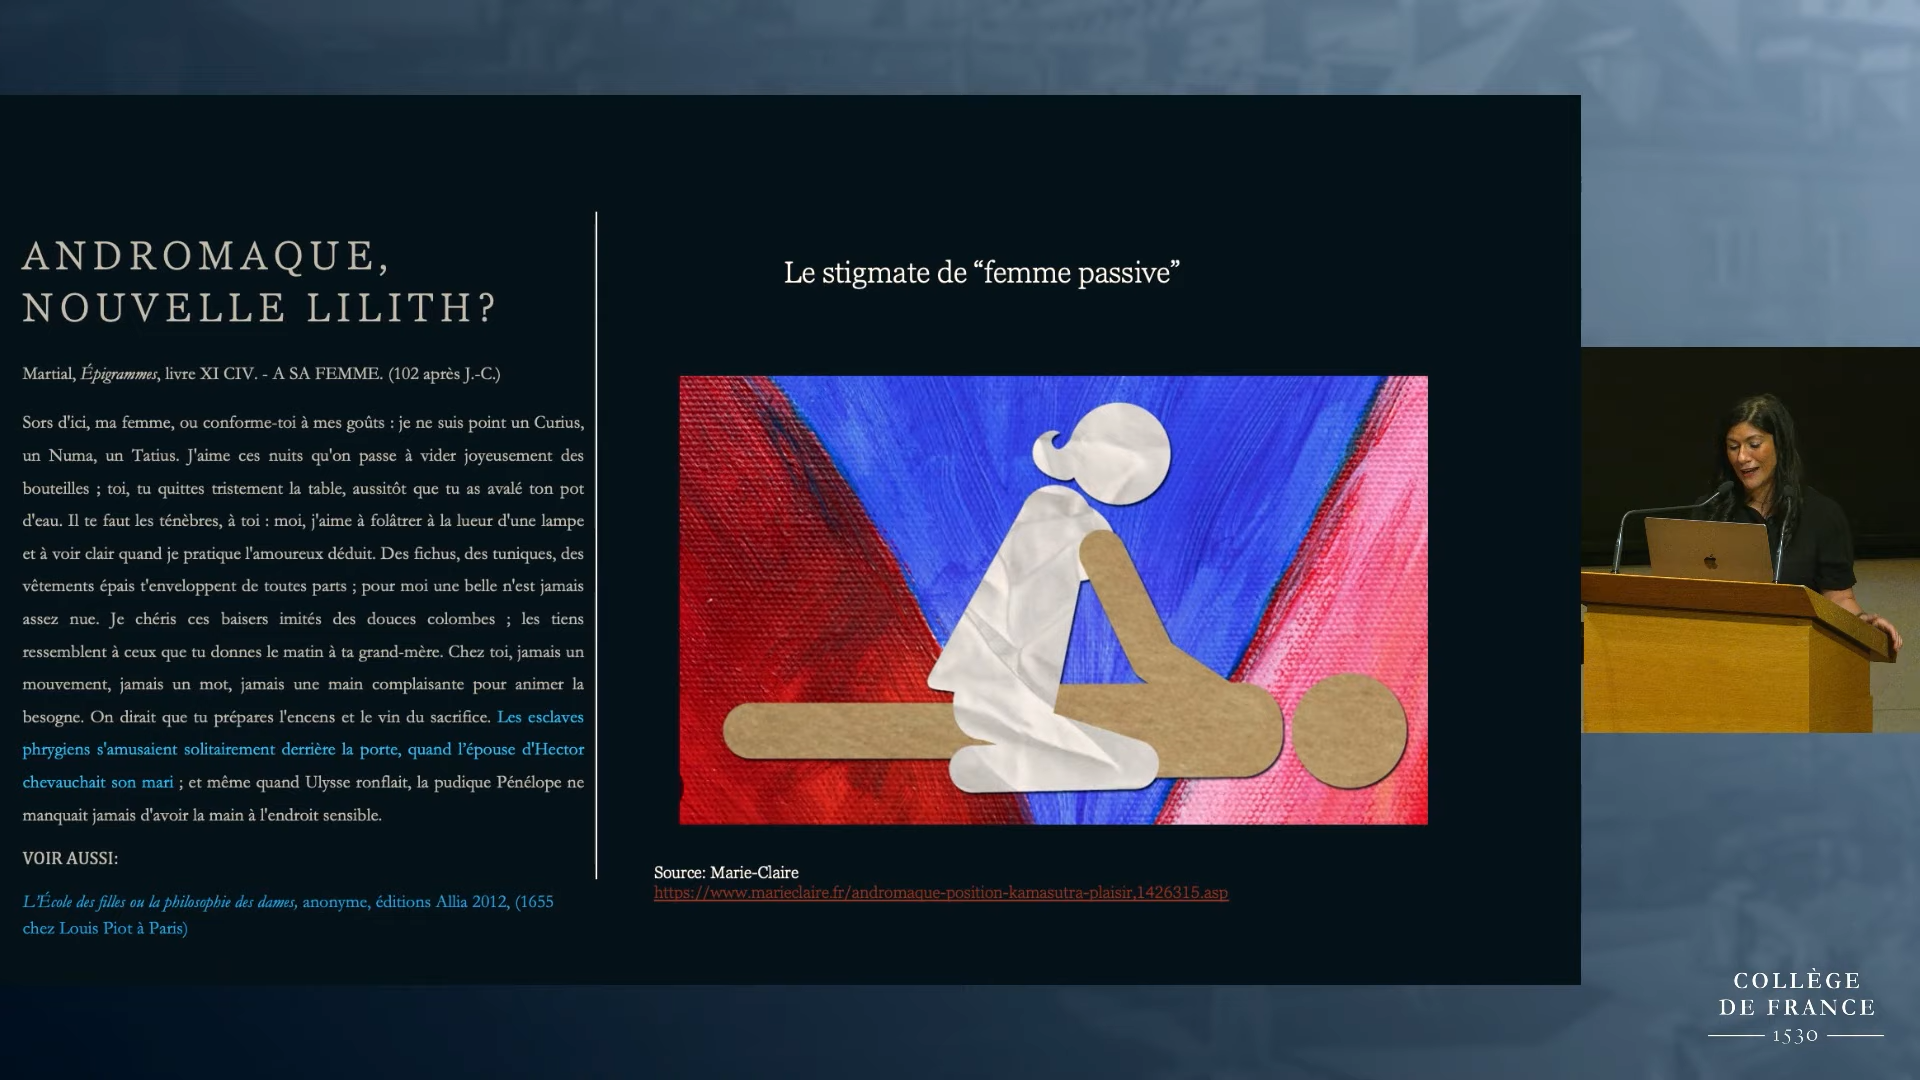 ANDROMAQUE,
NOUVELLE LILITH?
Martial, Épigrammes, livre XI CIV. - A SA FEMME. (102 après J.-C.)
Sors d'ici, ma femme, ou conforme-toi à mes goûts : je ne suis point un Curius,
un Numa, un Tatius. J'aime ces nuits qu'on passe à vider joyeusement des
bouteilles ; toi, tu quittes tristement la table, aussitôt que tu as avalé ton pot
d'eau. Il te faut les ténèbres, à toi : moi, j'aime à folâtrer à la lueur d'une lampe
et à voir clair quand je pratique l'amoureux déduit. Des fichus, des tuniques, des
vêtements épais t'enveloppent de toutes parts ; pour moi une belle n'est jamais
assez nue. Je chéris ces baisers imités des douces colombes ; les tiens
ressemblent à ceux que tu donnes le matin à ta grand-mère. Chez toi, jamais un
mouvement, jamais un mot, jamais une main complaisante pour animer la
besogne. On dirait que tu prépares l'encens et le vin du sacrifice. Les esclaves
phrygiens s'amusaient solitairement derrière la porte, quand l'épouse d'Hector
chevauchait son mari ; et même quand Ulysse ronflait, la pudique Pénélope ne
manquait jamais d'avoir la main à l'endroit sensible.
VOIR AUSSI:
L'École des filles ou la philosophie des dames, anonyme, éditions Allia 2012, (1655
chez Louis Piot à Paris)
Le stigmate de “femme passive”
Source: Marie-Claire
https://www.marieclaire.fr/andromaque-position-kamasutra-plaisir,1426315.asp
COLLÈGE
DE FRANCE
1530